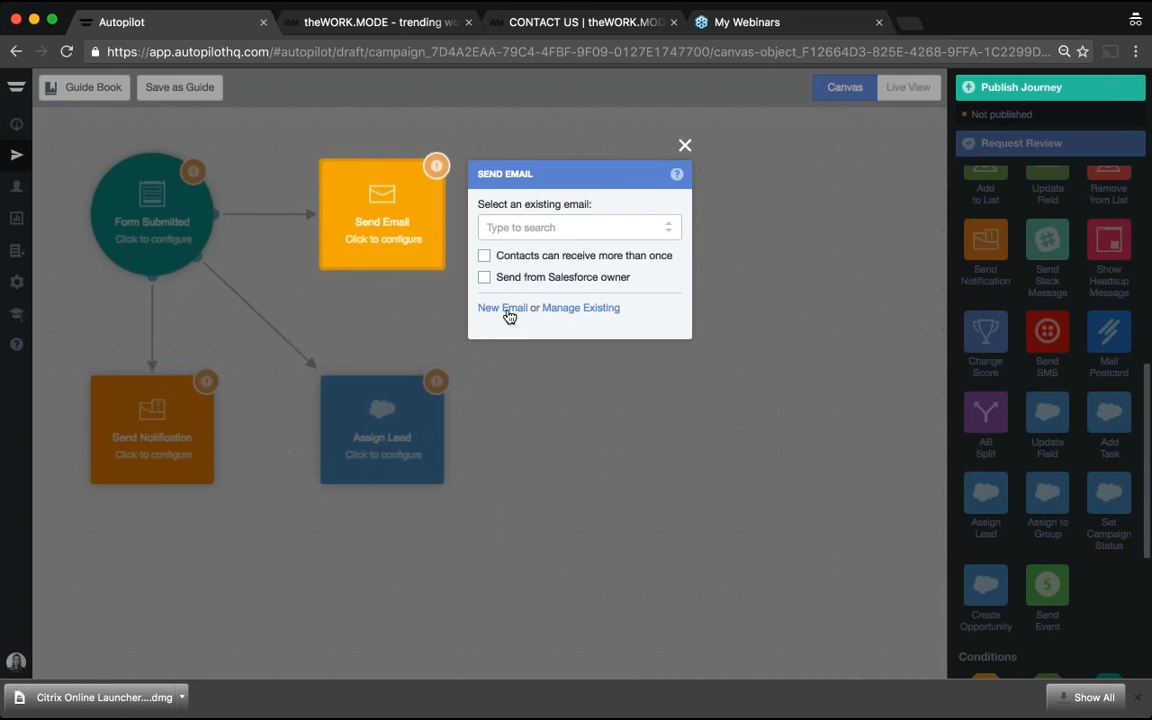 Autopilot
theWORK.MODE - trending wo
CONTACT US | theWORK.MOD
My Webinars
https://app.autopilothq.com/#autopilot/draft/campaign_7D4A2EAA-79C4-4FBF-9F09-0127E1747700/canvas-object_F12664D3-825E-4268-9FFA-1C2299D...
Guide Book
Save as Guide
Canvas
Live View
Publish Journey
Not published
Request Review
Form Submitted
Click to configure
Send Email
Click to configure
Send Notification
Click to configure
Assign Lead
Click to configure
SEND EMAIL
?
Select an existing email:
Type to search
Contacts can receive more than once
Send from Salesforce owner
New Email or Manage Existing
Add
to List
Update
Field
Remove
from List
Send
Notification
Send
Slack
Message
Show
Headsup
Message
Change
Score
Send
SMS
Mail
Postcard
AB
Split
Update
Field
Add
Task
Assign
Lead
Assign to
Group
Set
Campaign
Status
Create
Opportunity
Send
Event
Conditions
Citrix Online Launcher....dmg
Show All